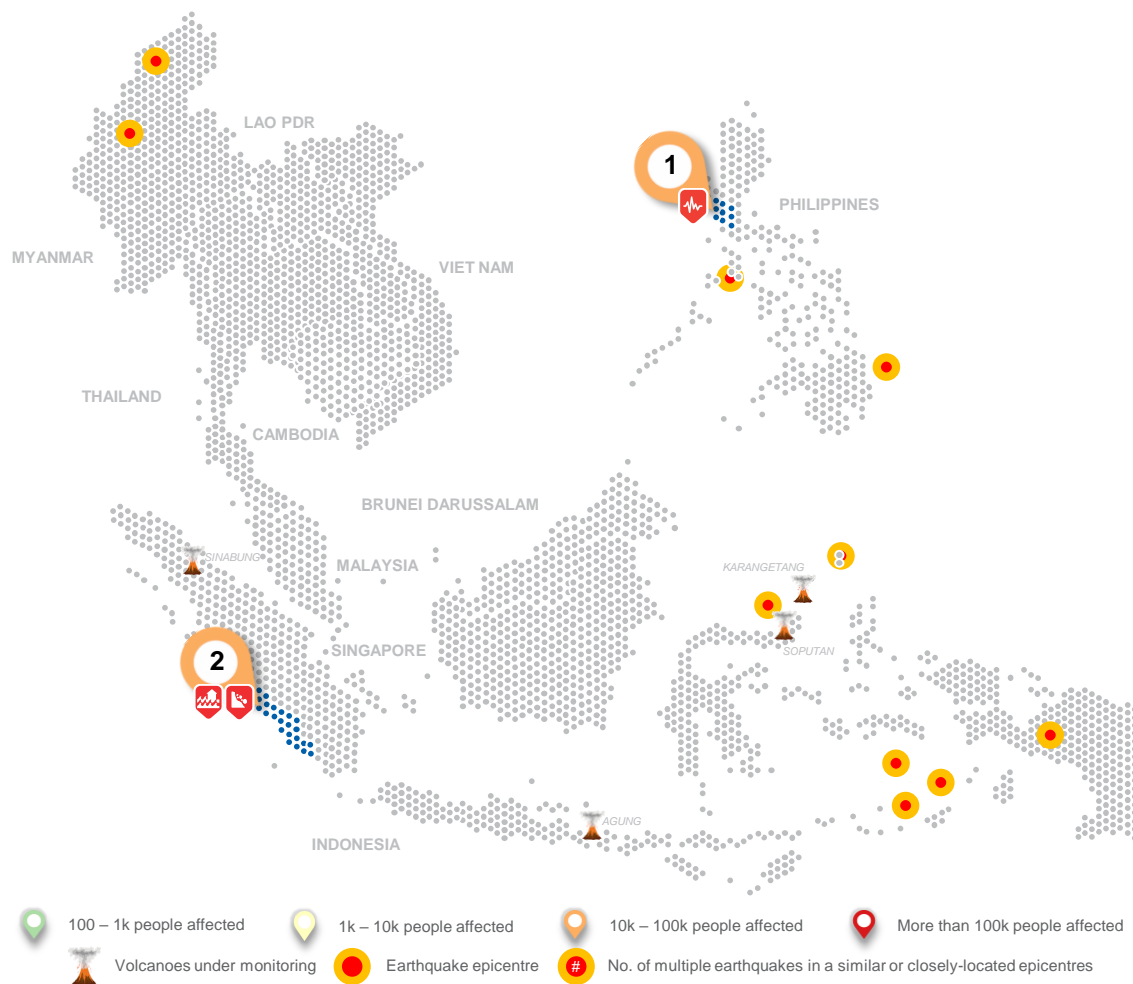 LAO PDR
1
PHILIPPINES
MYANMAR
VIET NAM
THAILAND
CAMBODIA
BRUNEI DARUSSALAM
SINABUNG
MALAYSIA
KARANGETANG
8
SINGAPORE
SOPUTAN
2
AGUNG
INDONESIA
100 – 1k people affected
1k – 10k people affected
10k – 100k people affected
More than 100k people affected
Volcanoes under monitoring
Earthquake epicentre
#
No. of multiple earthquakes in a similar or closely-located epicentres